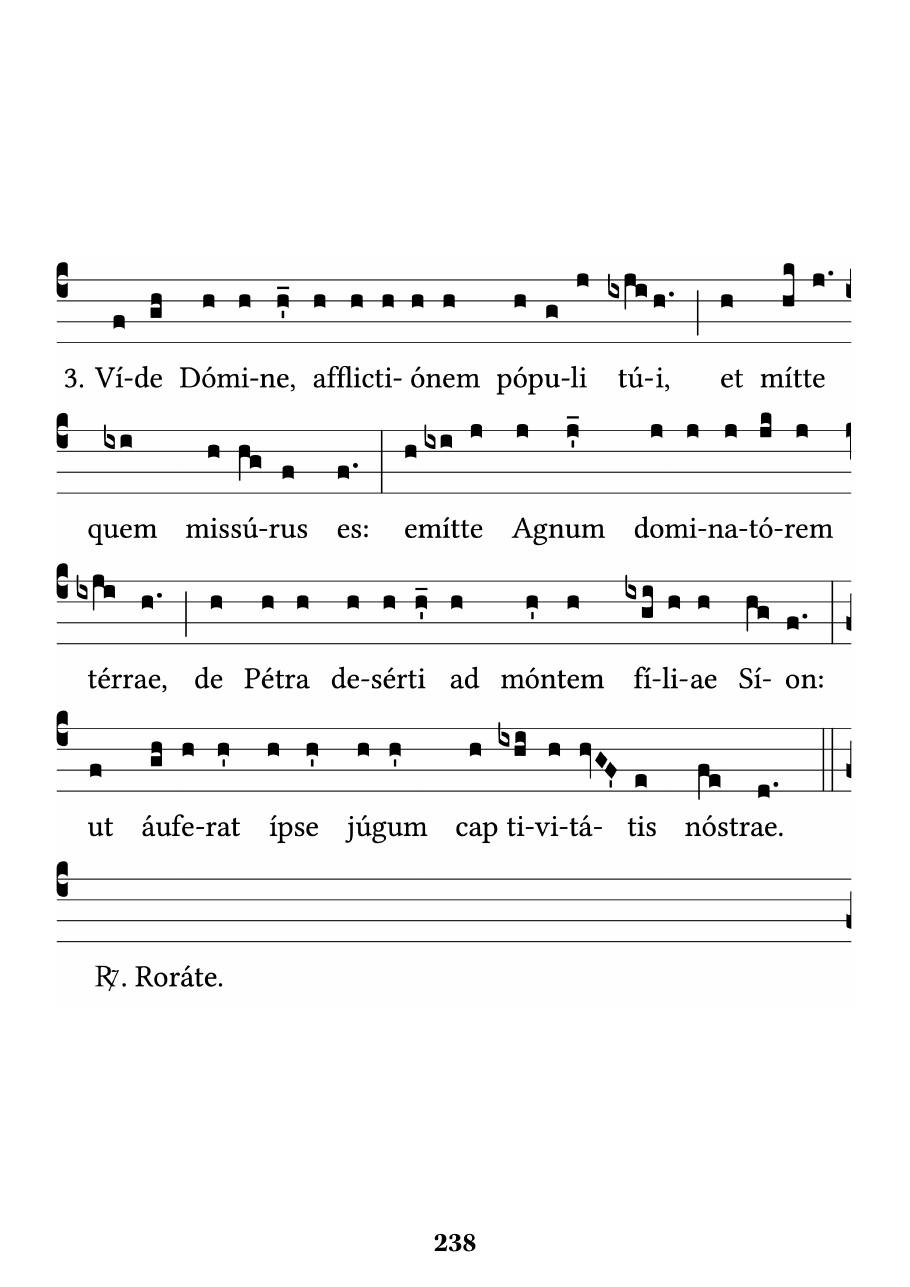 3. Ví-de Dómi-ne, afflicti-ónem pópu-li tú-i, et mítte
quem missú-rus es: emítte Agnum domi-na-tó-rem
térrae, de Pétra de-sérti ad móntem fí-li-ae Sí-on:
ut áufe-rat ípse júgum cap ti-vi-tá-tis nóstrae.
℟. Roráte.
238